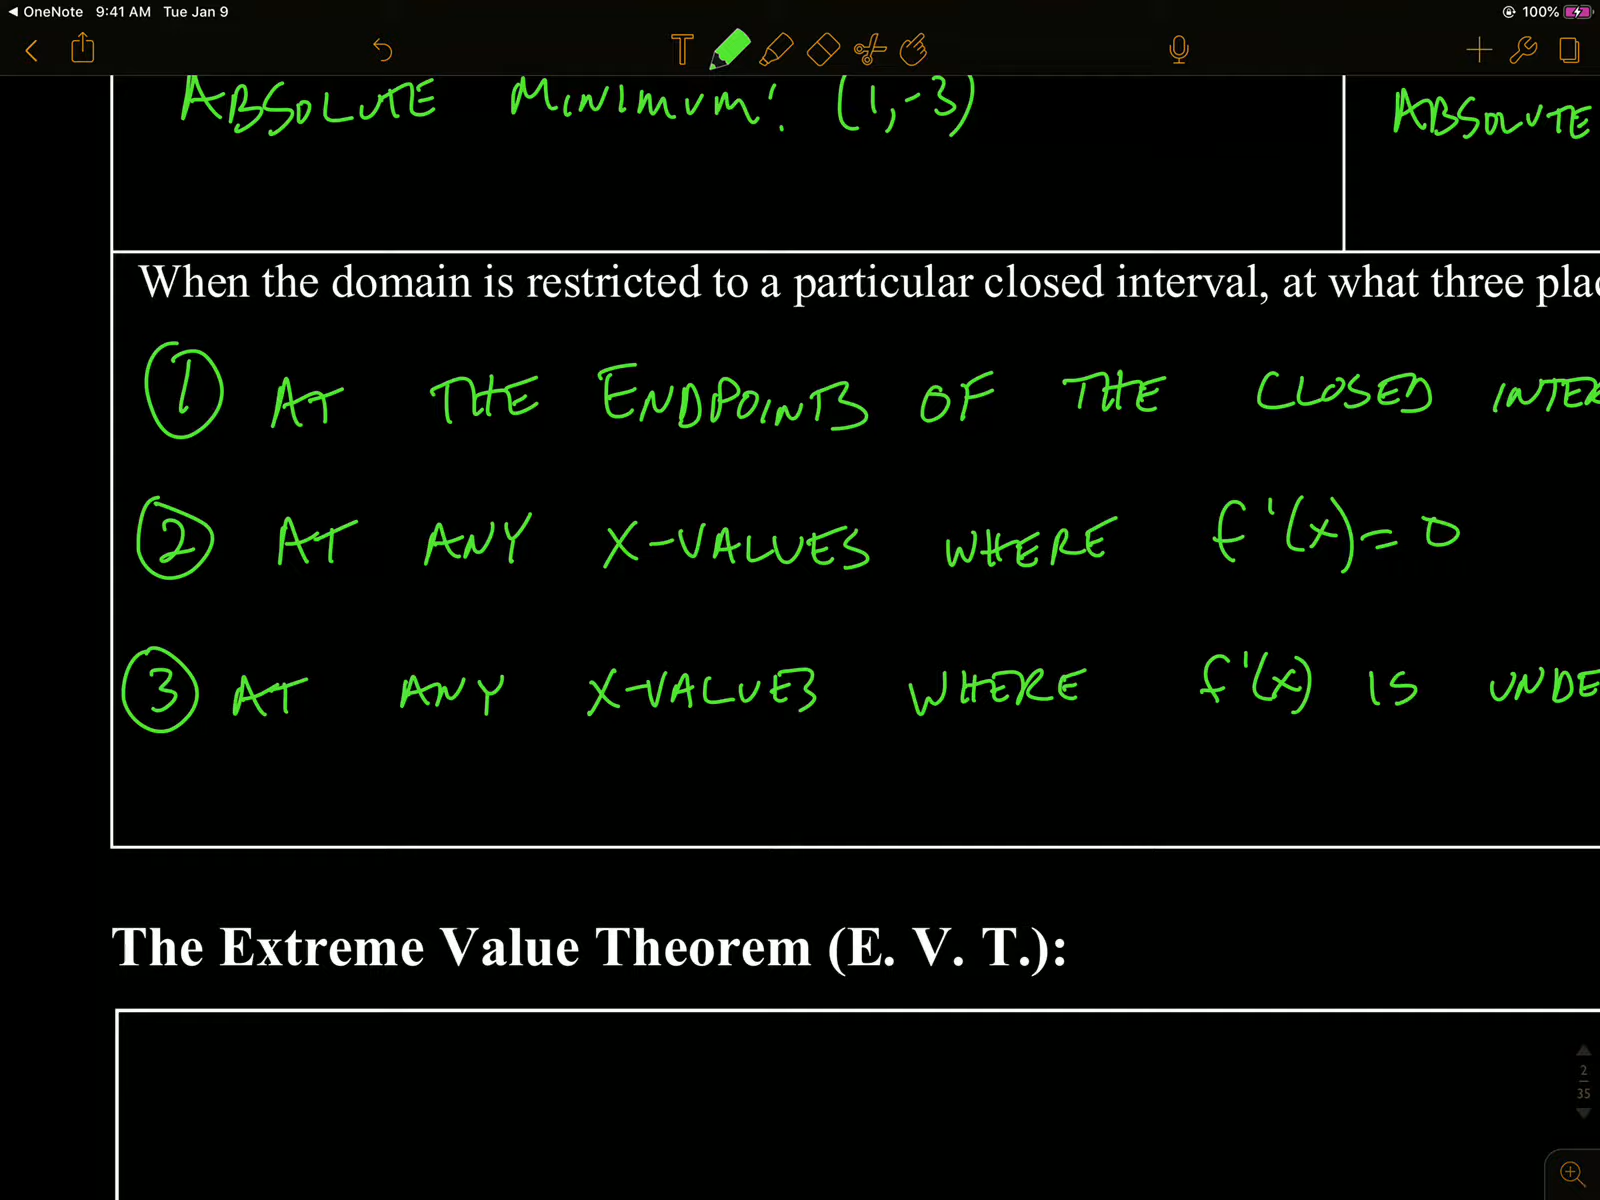 ◀ OneNote 9:41 AM Tue Jan 9 100%
T
ABSOLUTE MINIMUM: (1,-3)
ABSOLUTE
When the domain is restricted to a particular closed interval, at what three plac
① AT THE ENDPOINTS OF THE CLOSED INTER
② AT ANY X-VALUES WHERE f'(x)=0
③ AT ANY X-VALUES WHERE f'(x) IS UNDE
The Extreme Value Theorem (E. V. T.):
2
35